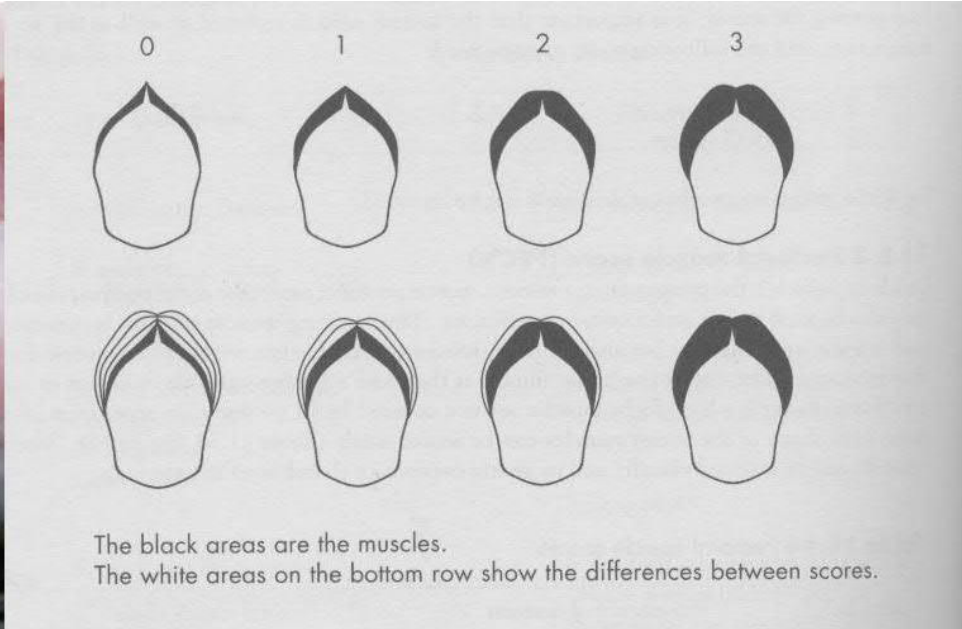 0 1 2 3
The black areas are the muscles.
The white areas on the bottom row show the differences between scores.